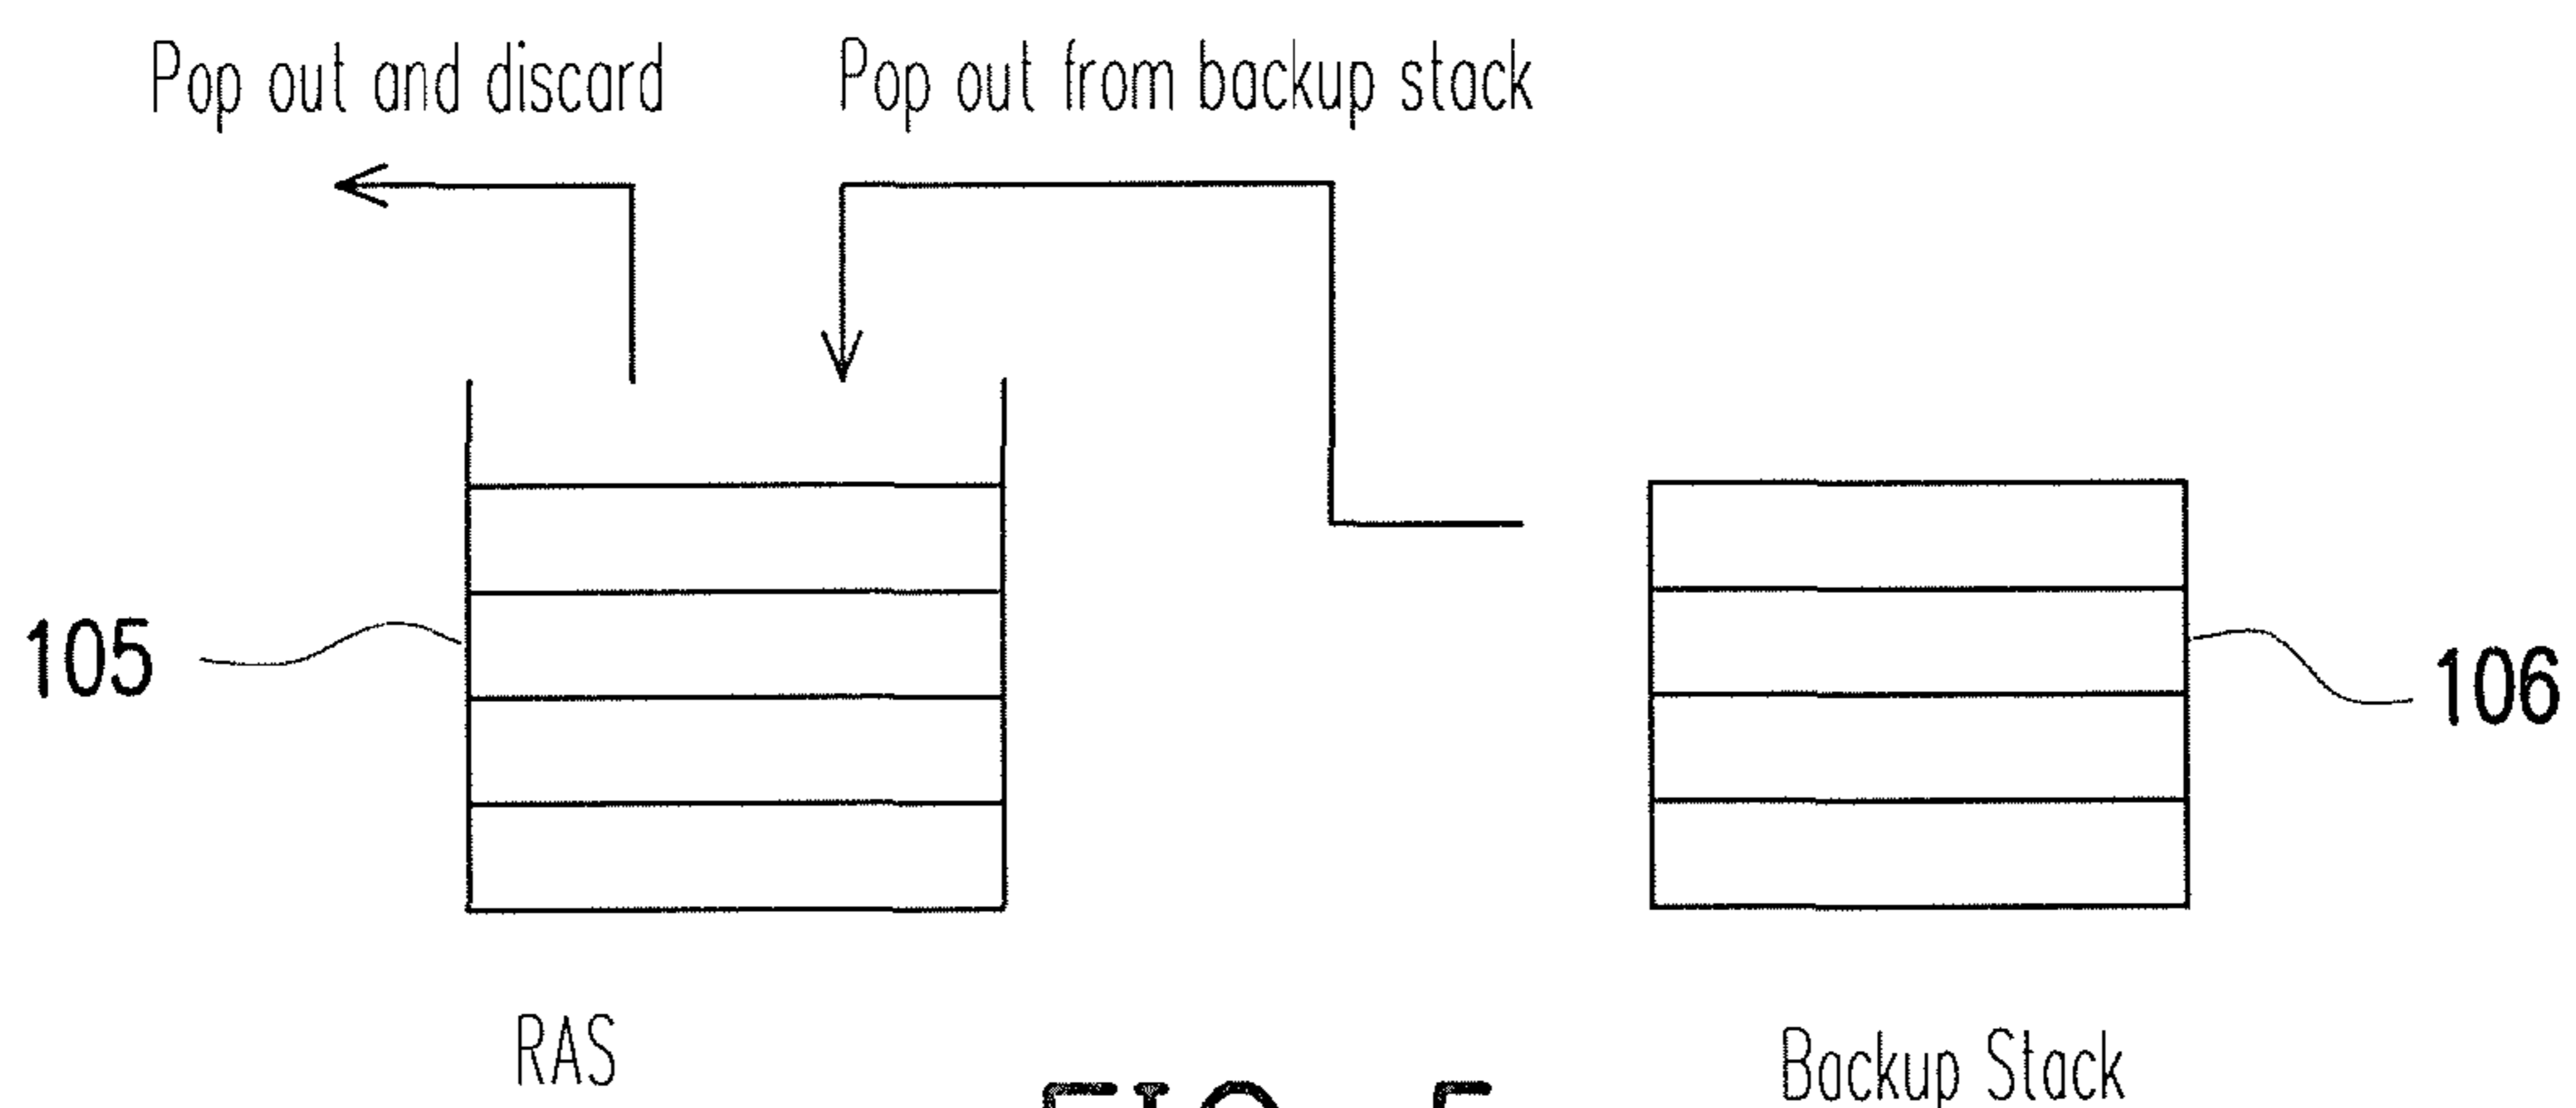 Pop out and discard
Pop out from backup stack
105
106
RAS
Backup Stack